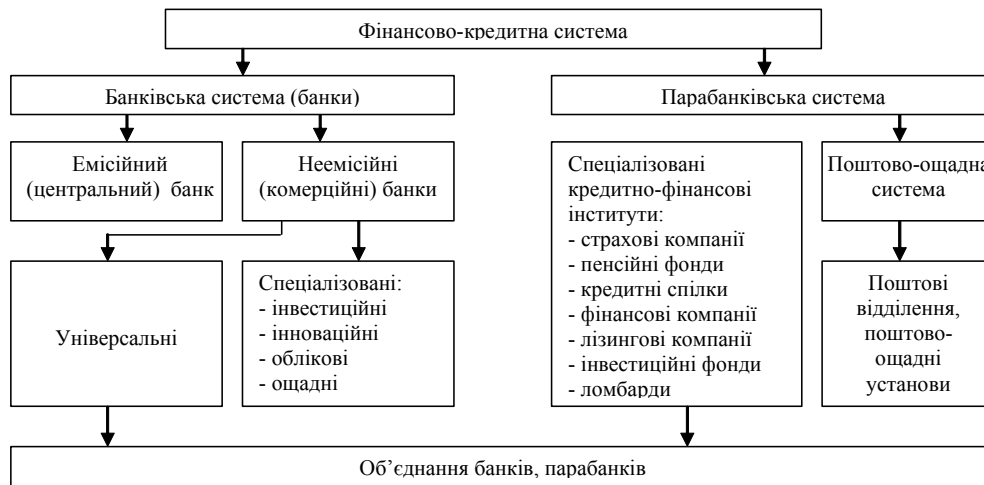 Фінансово-кредитна система
Банківська система (банки)
Парабанківська система
Емісійний
(центральний) банк
Неемісійні
(комерційні) банки
Спеціалізовані
кредитно-фінансові
інститути:
- страхові компанії
- пенсійні фонди
- кредитні спілки
- фінансові компанії
- лізингові компанії
- інвестиційні фонди
- ломбарди
Поштово-ощадна
система
Універсальні
Спеціалізовані:
- інвестиційні
- інноваційні
- облікові
- ощадні
Поштові
відділення,
поштово-
ощадні
установи
Об’єднання банків, парабанків